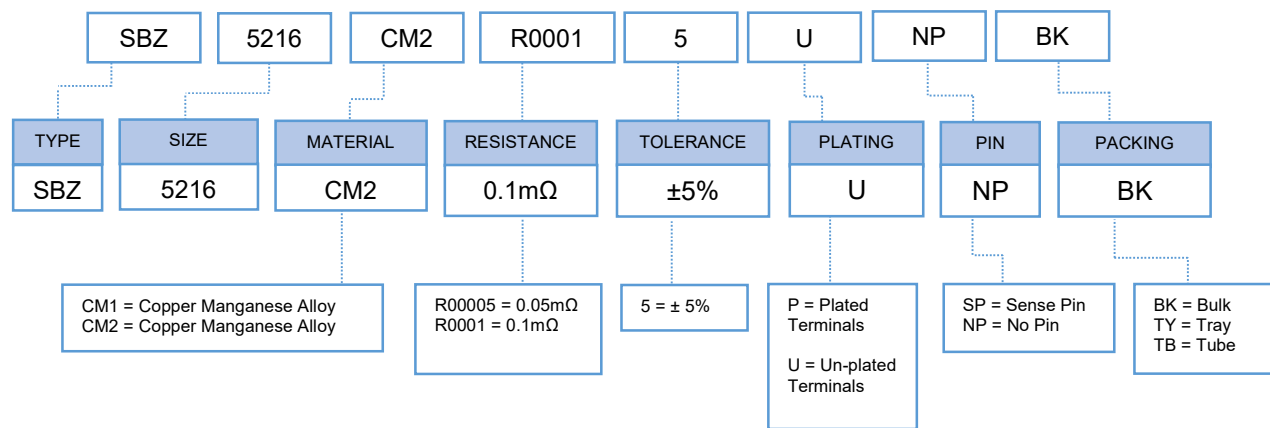 SBZ 5216 CM2 R0001 5 U NP BK
TYPE SIZE MATERIAL RESISTANCE TOLERANCE PLATING PIN PACKING
SBZ 5216 CM2 0.1mΩ ±5% U NP BK
CM1 = Copper Manganese Alloy
CM2 = Copper Manganese Alloy
R00005 = 0.05mΩ
R0001 = 0.1mΩ
5 = ± 5%
P = Plated
Terminals
U = Un-plated
Terminals
SP = Sense Pin
NP = No Pin
BK = Bulk
TY = Tray
TB = Tube